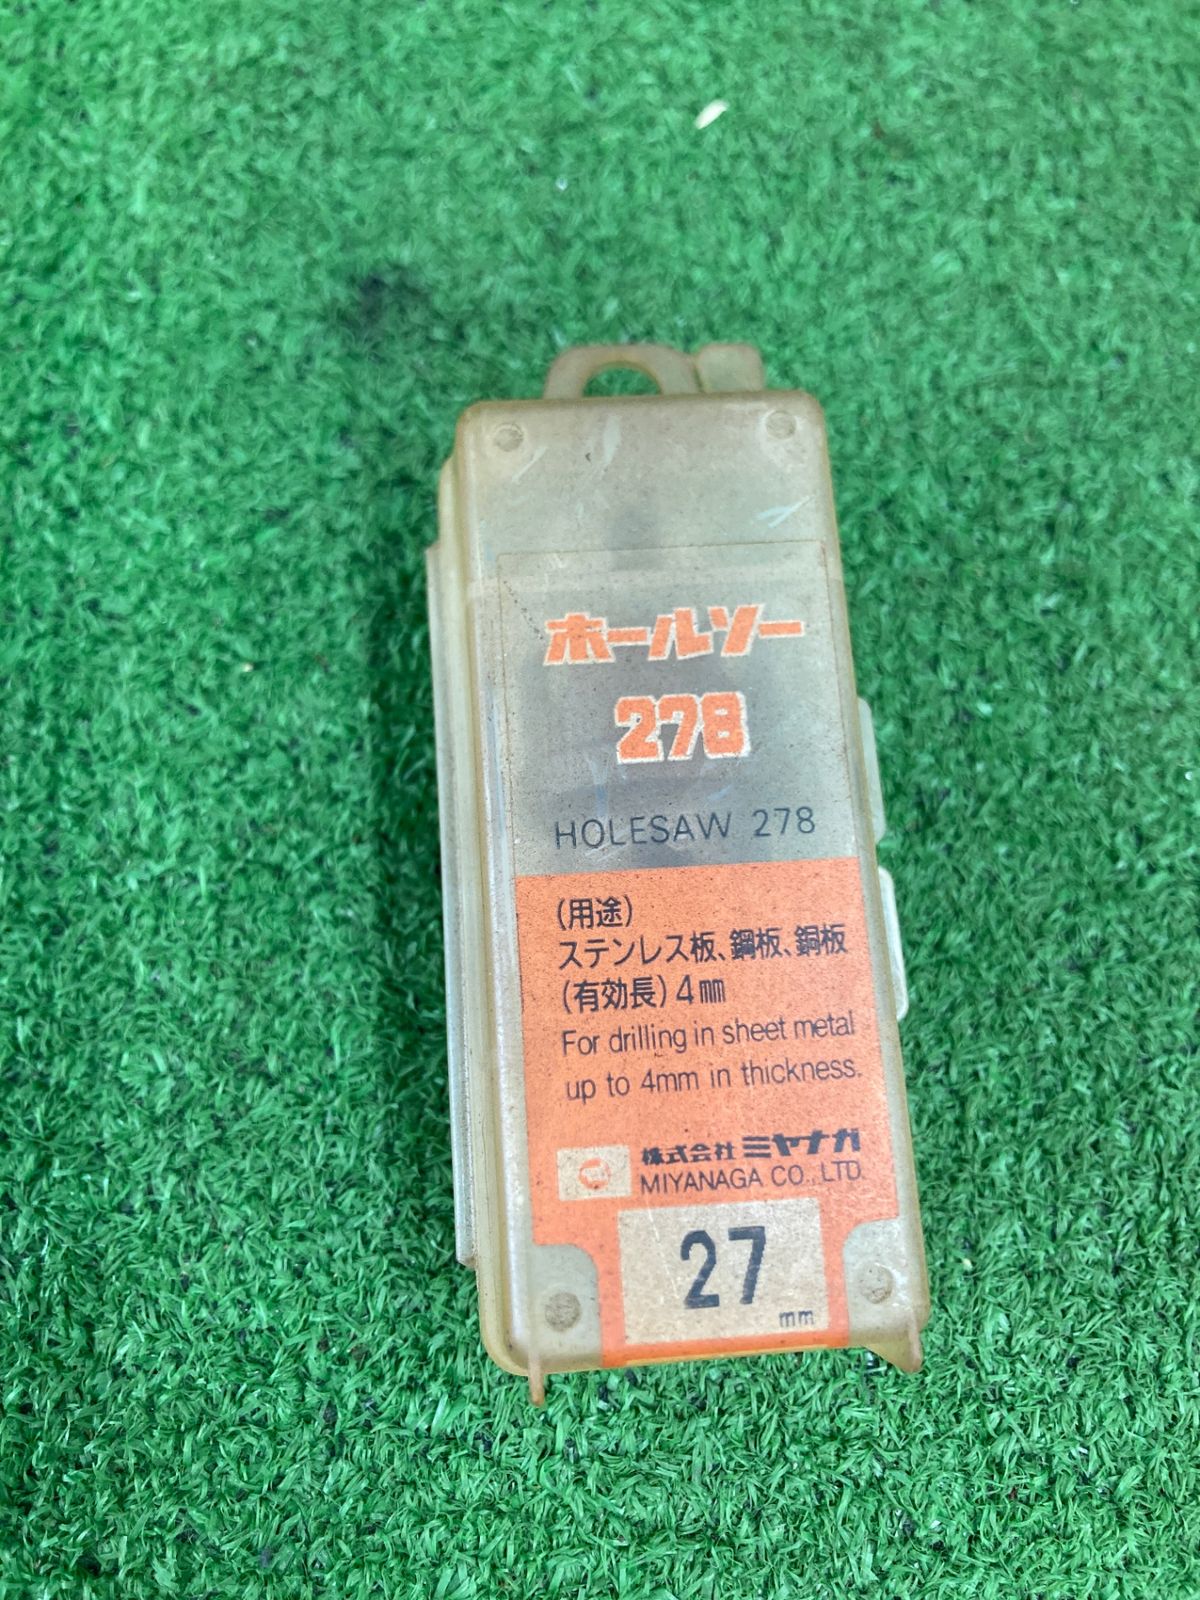 ホールソー
278
HOLESAW 278
(用途)
ステンレス板、鋼板、銅板
(有効長) 4㎜
For drilling in sheet metal
up to 4mm in thickness.
株式会社 ミヤナガ
MIYANAGA CO., LTD.
27
mm